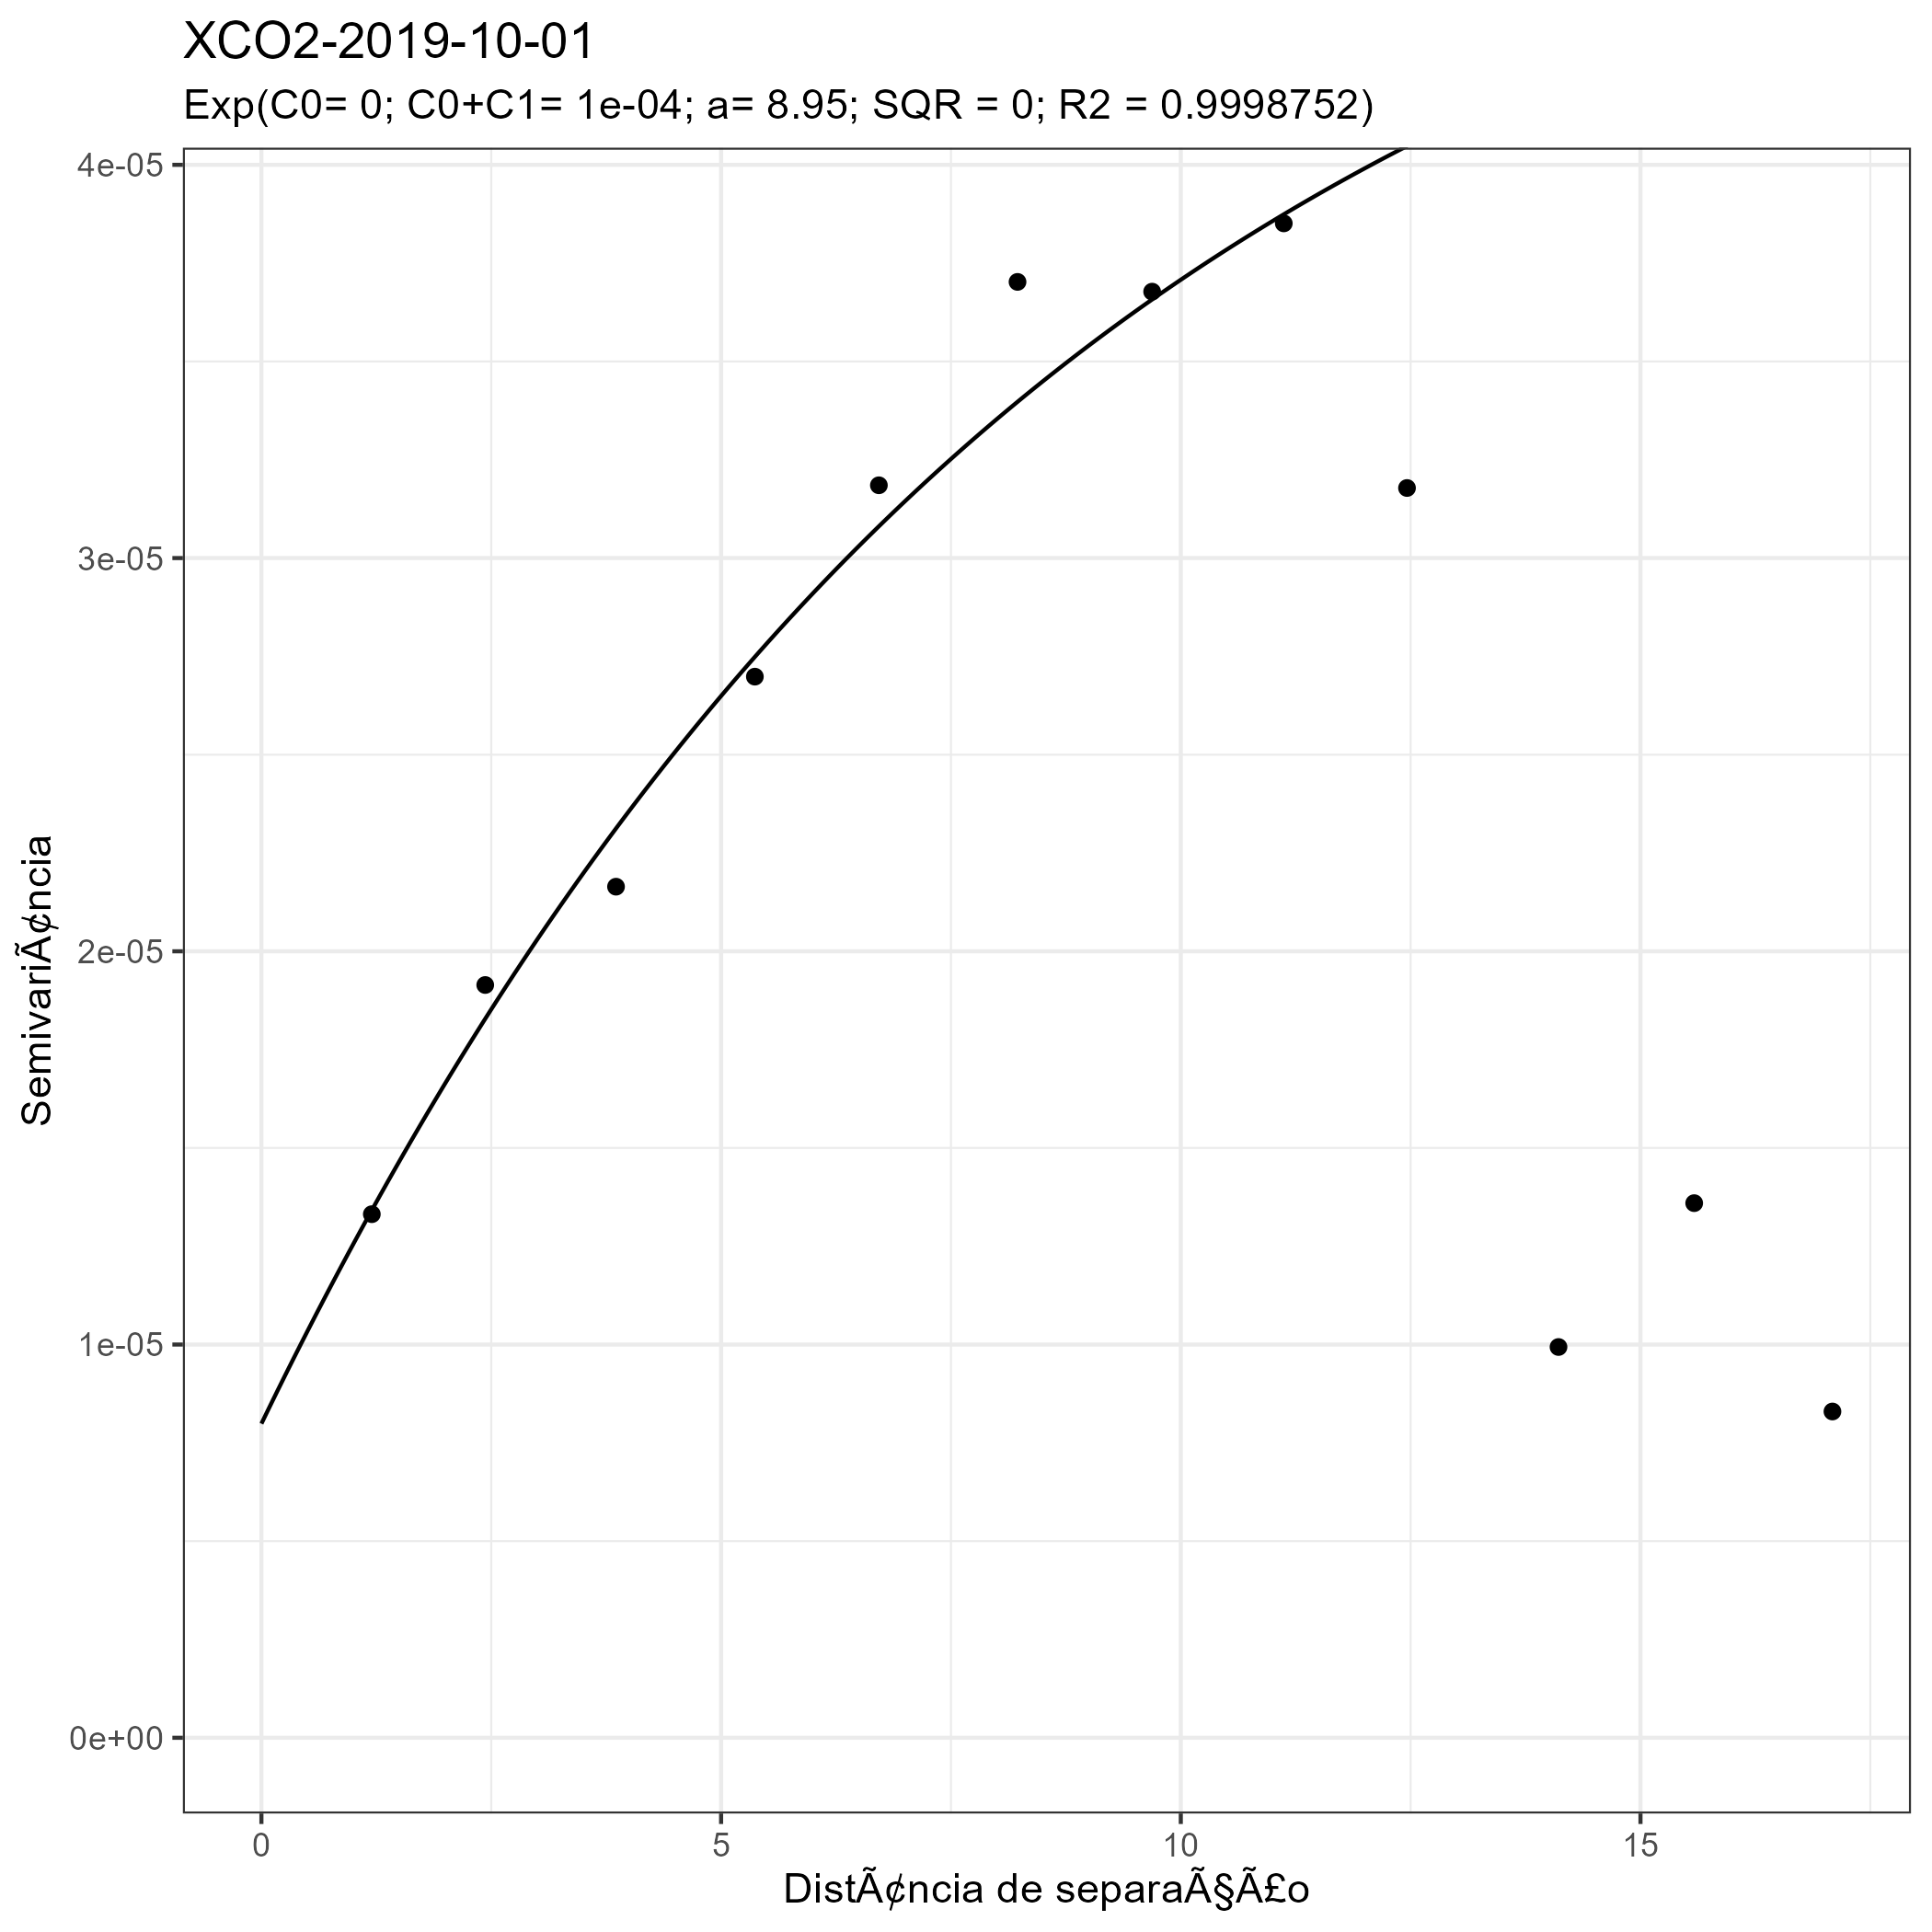 XCO2-2019-10-01
Exp(C0= 0; C0+C1= 1e-04; a= 8.95; SQR = 0; R2 = 0.9998752)
4e-05
3e-05
2e-05
1e-05
0e+00
SemivariÃ¢ncia
0 5 10 15
DistÃ¢ncia de separaÃ§Ã£o